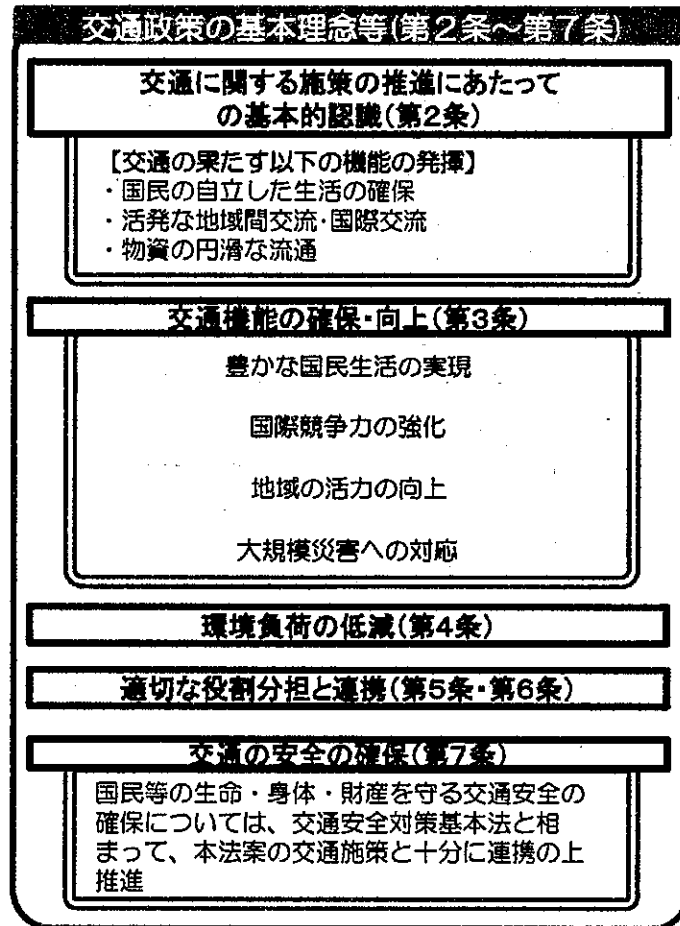 交通政策の基本理念等(第2条～第7条)
交通に関する施策の推進にあたって
の基本的認識(第2条)
【交通の果たす以下の機能の発揮】
・国民の自立した生活の確保
・活発な地域間交流・国際交流
・物資の円滑な流通
交通機能の確保・向上(第3条)
豊かな国民生活の実現
国際競争力の強化
地域の活力の向上
大規模災害への対応
環境負荷の低減(第4条)
適切な役割分担と連携(第5条・第6条)
交通の安全の確保(第7条)
国民等の生命・身体・財産を守る交通安全の
確保については、交通安全対策基本法と相
まって、本法案の交通施策と十分に連携の上
推進